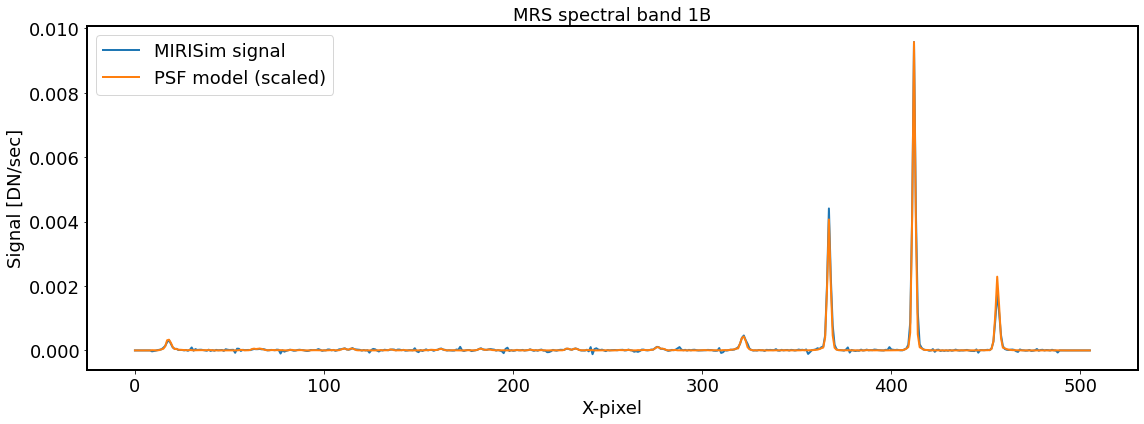 MRS spectral band 1B
MIRISim signal
PSF model (scaled)
Signal [DN/sec]
0.010
0.008
0.006
0.004
0.002
0.000
0 100 200 300 400 500
X-pixel